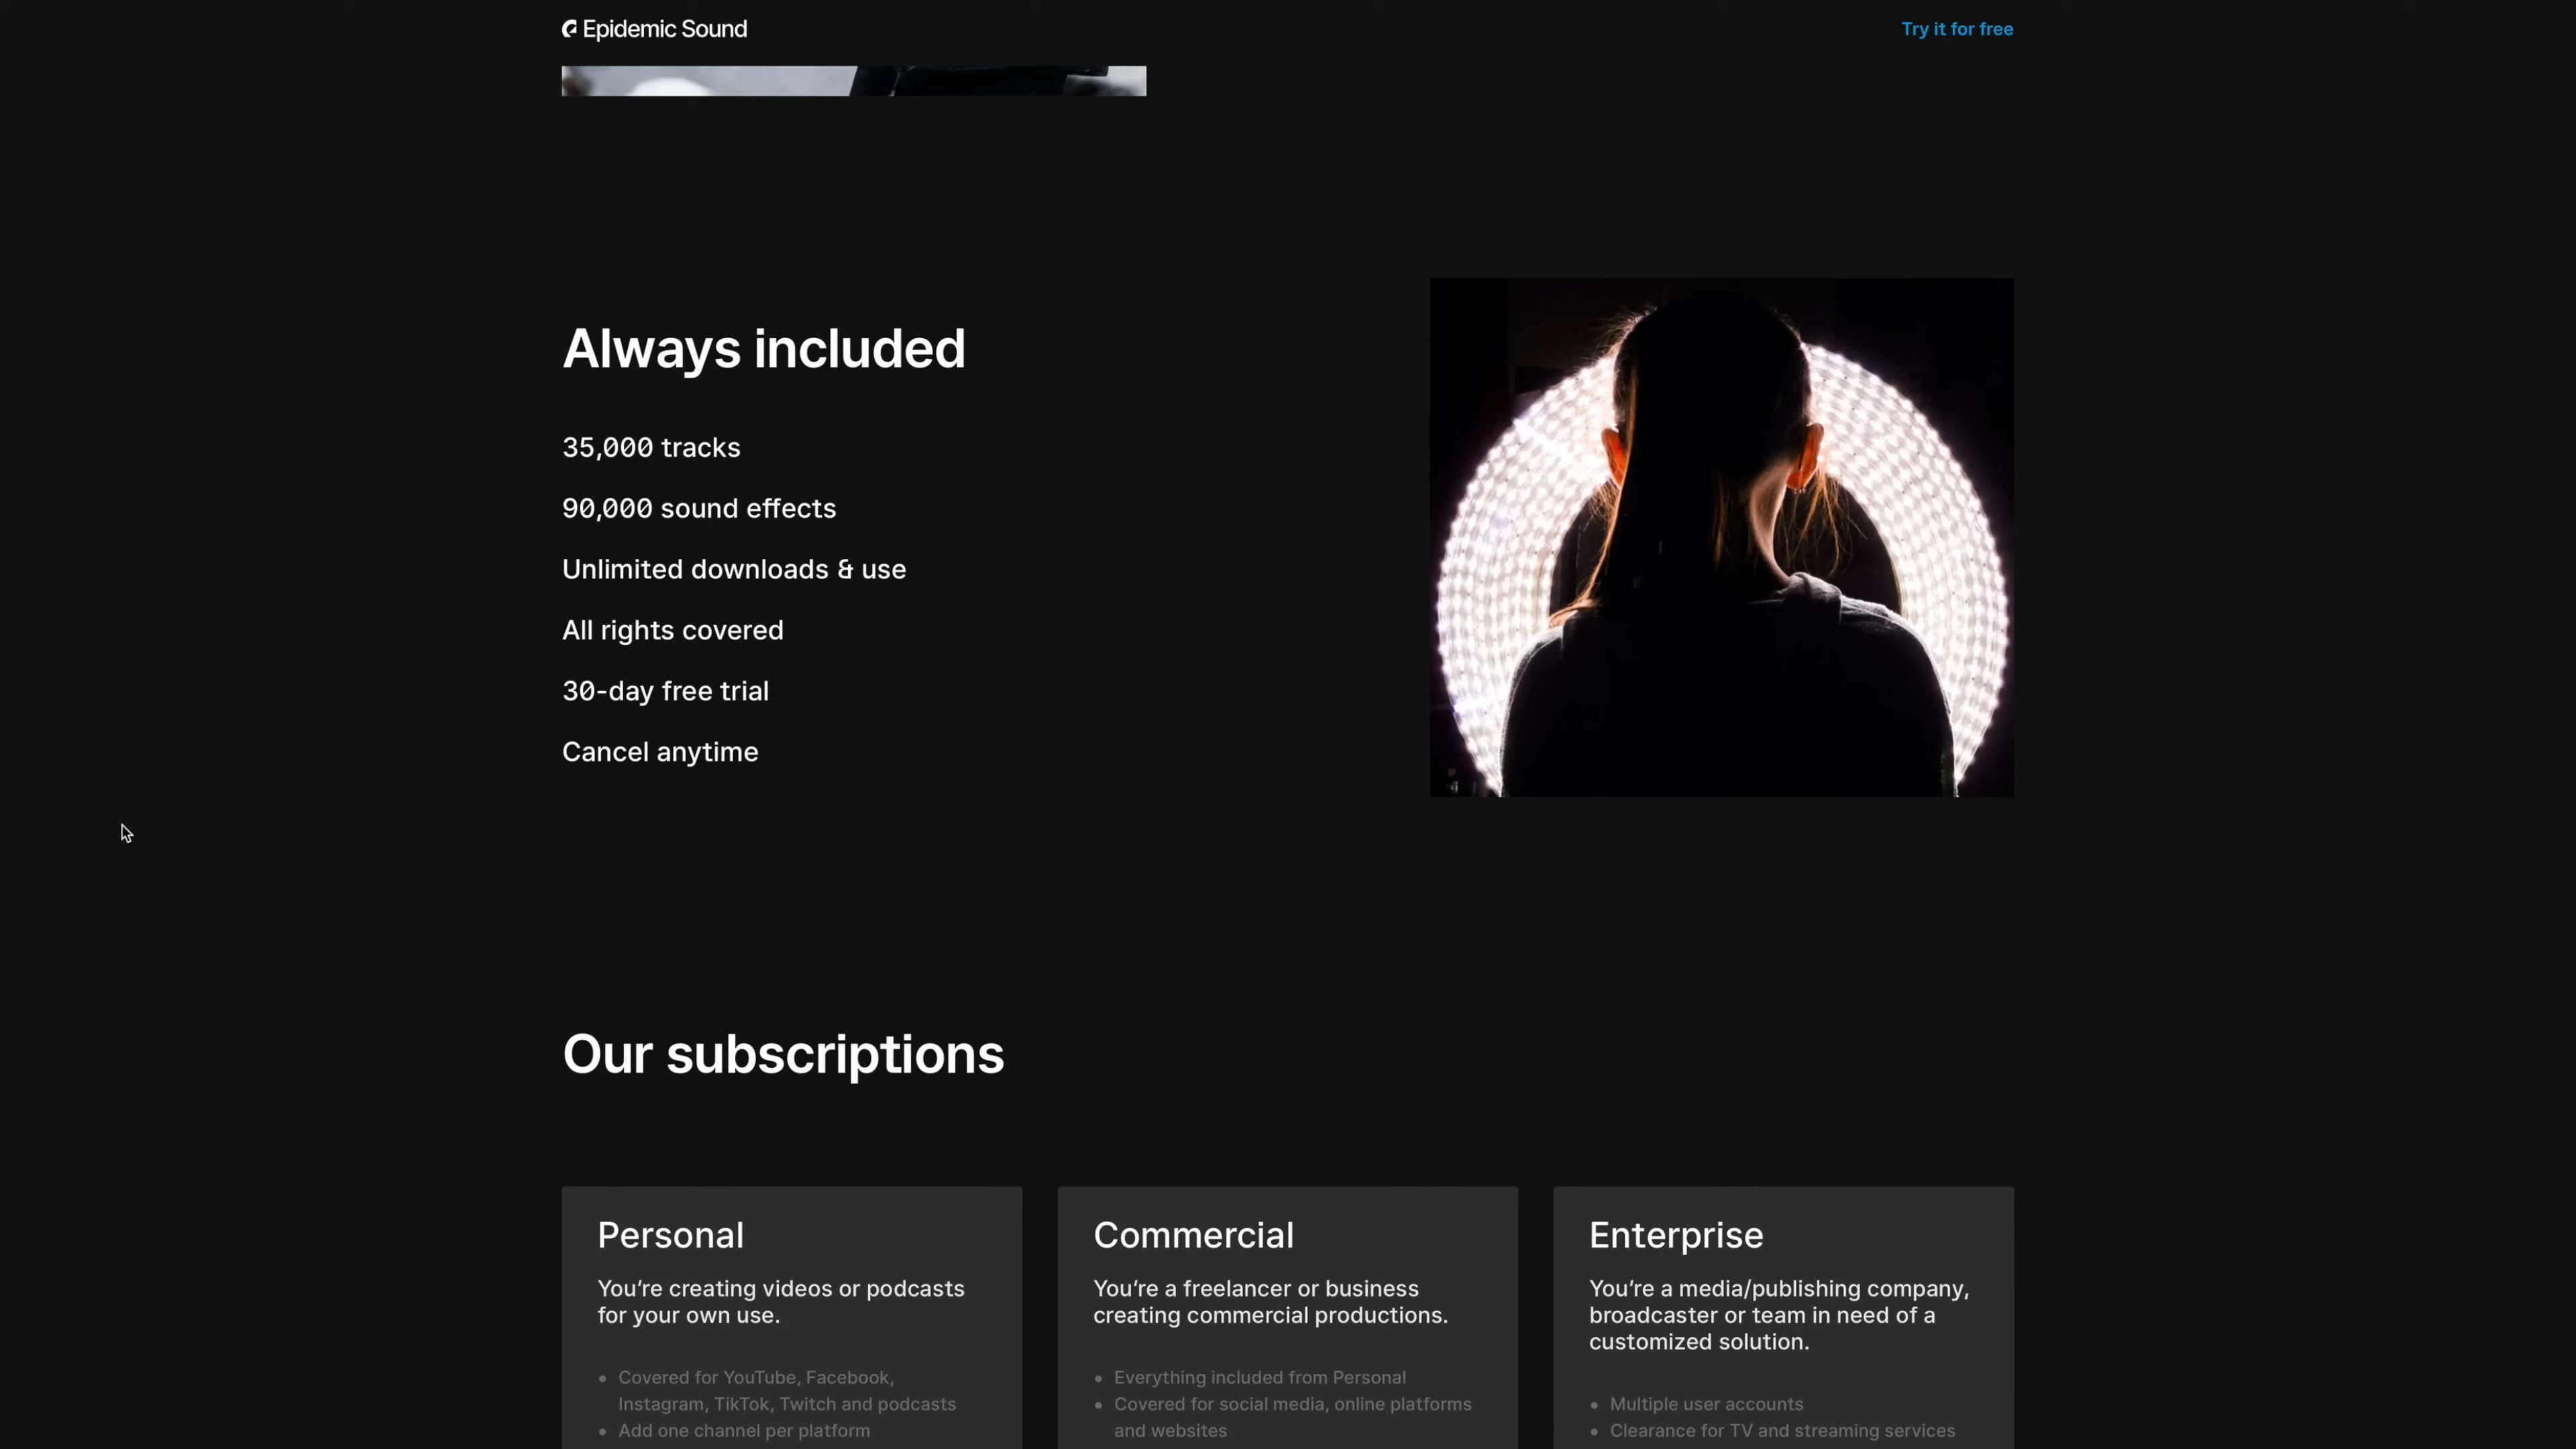 Epidemic Sound
Try it for free
Always included
35,000 tracks
90,000 sound effects
Unlimited downloads & use
All rights covered
30-day free trial
Cancel anytime
Our subscriptions
Personal
You're creating videos or podcasts
for your own use.
• Covered for YouTube, Facebook,
Instagram, TikTok, Twitch and podcasts
• Add one channel per platform
Commercial
You're a freelancer or business
creating commercial productions.
• Everything included from Personal
• Covered for social media, online platforms
and websites
Enterprise
You're a media/publishing company,
broadcaster or team in need of a
customized solution.
• Multiple user accounts
• Clearance for TV and streaming services